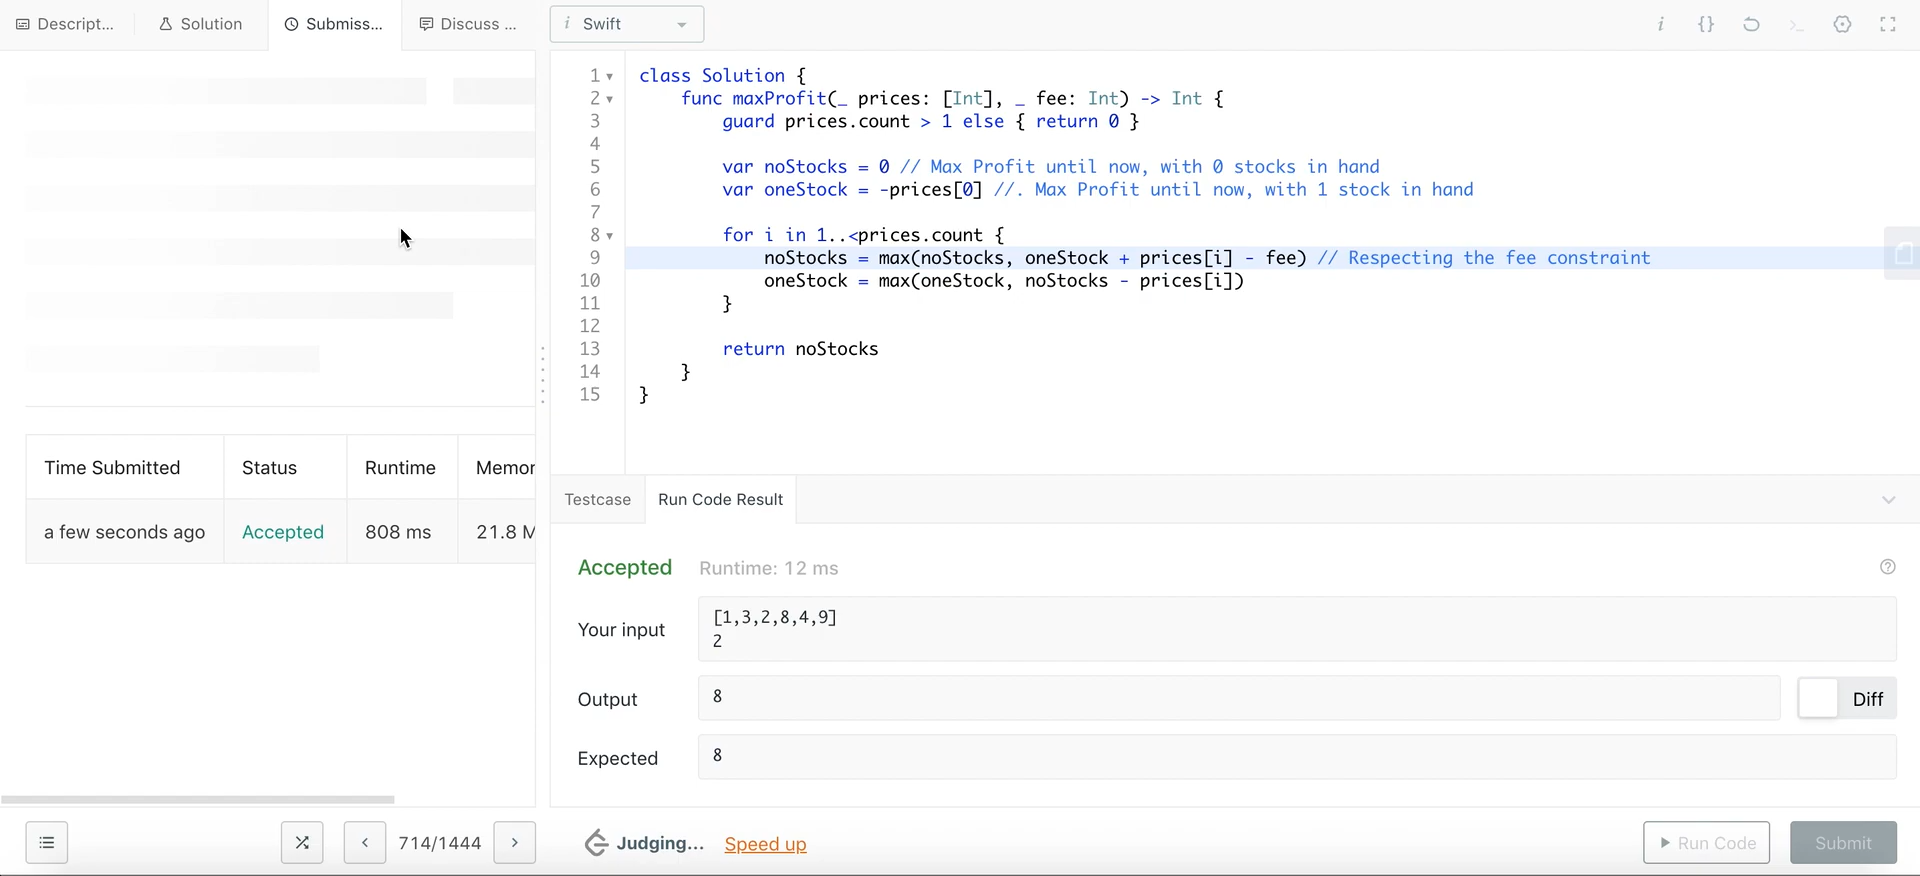 Descript...
Solution
Submiss...
Discuss ...
i Swift
i {}
1 class Solution {
2 func maxProfit(_ prices: [Int], _ fee: Int) -> Int {
3 guard prices.count > 1 else { return 0 }
4
5 var noStocks = 0 // Max Profit until now, with 0 stocks in hand
6 var oneStock = -prices[0] //. Max Profit until now, with 1 stock in hand
7
8 for i in 1..<prices.count {
9 noStocks = max(noStocks, oneStock + prices[i] - fee) // Respecting the fee constraint
10 oneStock = max(oneStock, noStocks - prices[i])
11 }
12
13 return noStocks
14 }
15 }
Time Submitted Status Runtime Memor
a few seconds ago Accepted 808 ms 21.8 M
Testcase Run Code Result
Accepted Runtime: 12 ms
Your input
[1,3,2,8,4,9]
2
Output 8 Diff
Expected 8
714/1444
Judging... Speed up
Run Code Submit